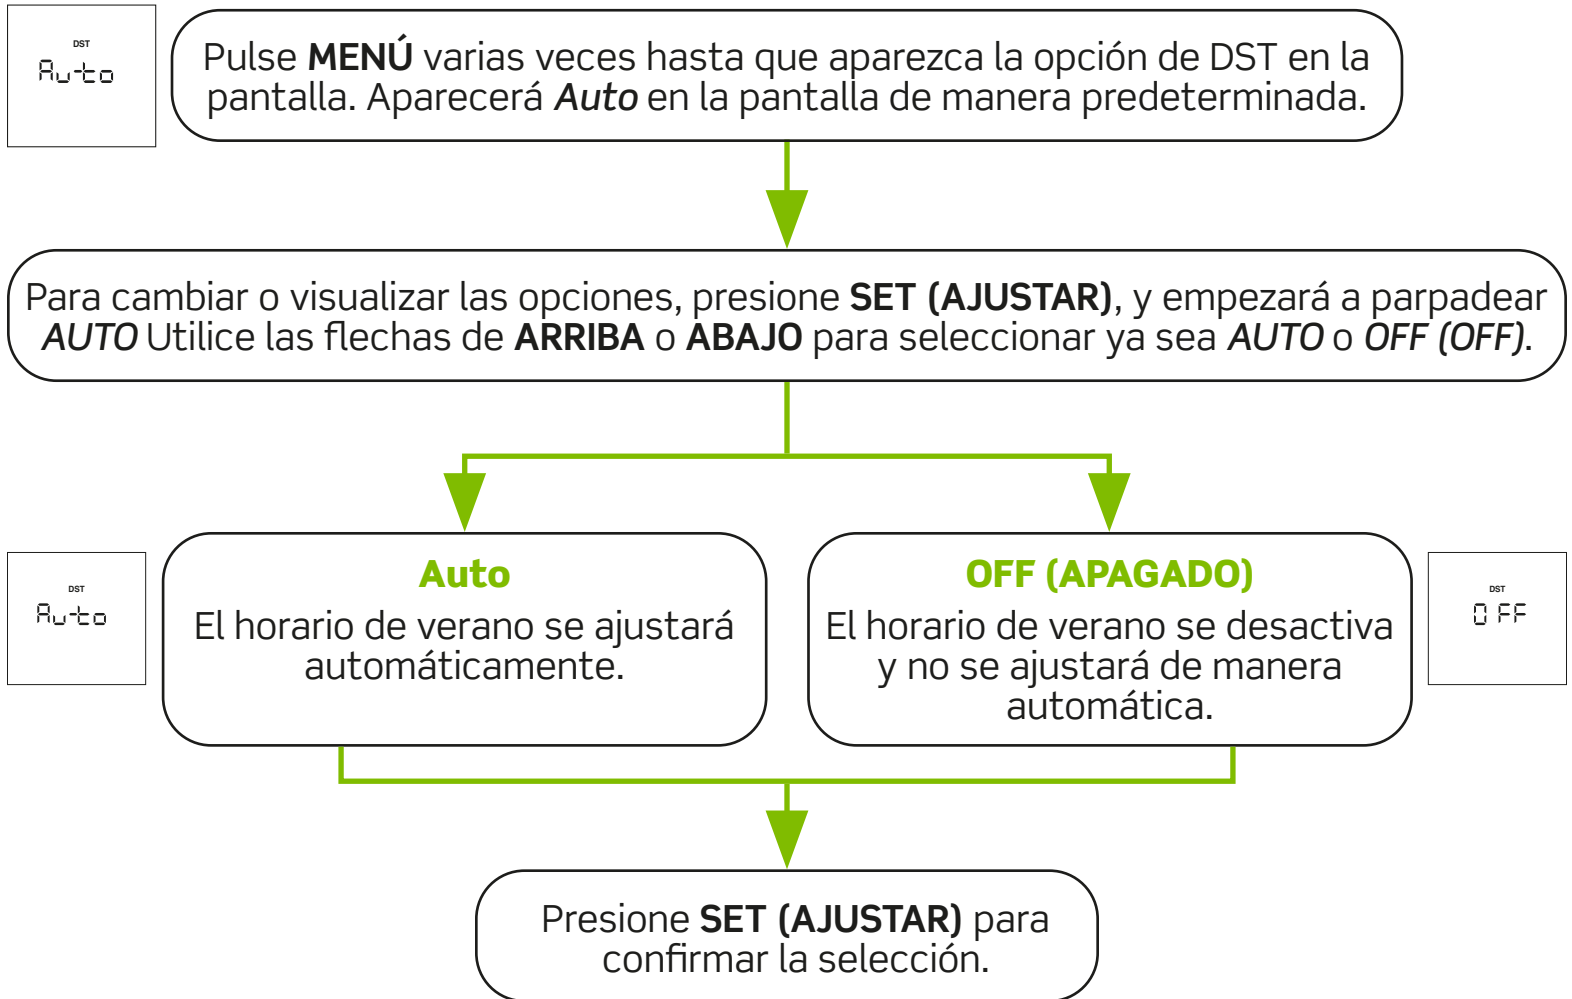 DST
Auto
Pulse MENÚ varias veces hasta que aparezca la opción de DST en la
pantalla. Aparecerá Auto en la pantalla de manera predeterminada.
Para cambiar o visualizar las opciones, presione SET (AJUSTAR), y empezará a parpadear
AUTO Utilice las flechas de ARRIBA o ABAJO para seleccionar ya sea AUTO o OFF (OFF).
DST
Auto
Auto
El horario de verano se ajustará
automáticamente.
OFF (APAGADO)
El horario de verano se desactiva
y no se ajustará de manera
automática.
DST
OFF
Presione SET (AJUSTAR) para
confirmar la selección.